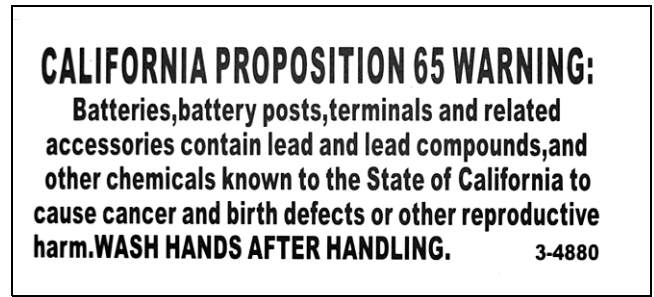 CALIFORNIA PROPOSITION 65 WARNING:
Batteries,battery posts,terminals and related
accessories contain lead and lead compounds,and
other chemicals known to the State of California to
cause cancer and birth defects or other reproductive
harm.WASH HANDS AFTER HANDLING. 3-4880